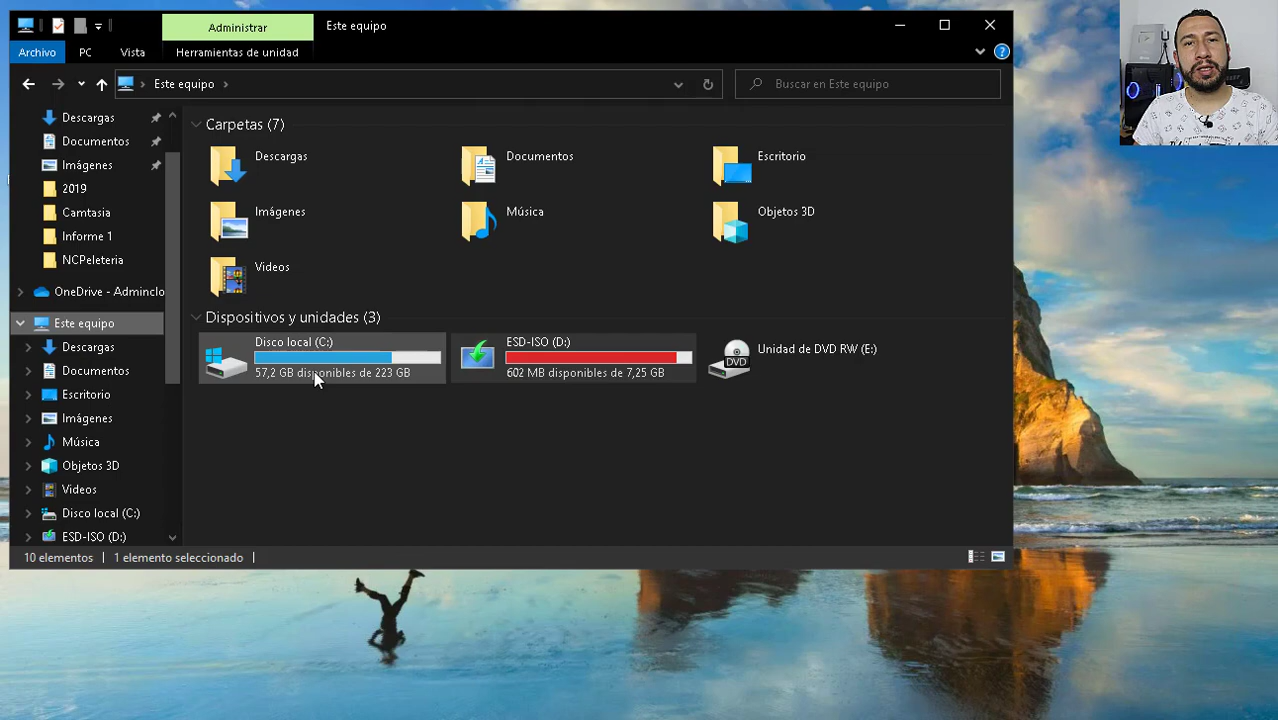 Administrar
Este equipo
Archivo
PC
Vista
Herramientas de unidad
Este equipo
Buscar en Este equipo
Descargas
Documentos
Imágenes
2019
Camtasia
Informe 1
NCPeleteria
OneDrive - Adminclo
Este equipo
Descargas
Documentos
Escritorio
Imágenes
Música
Objetos 3D
Videos
Disco local (C:)
ESD-ISO (D:)
Carpetas (7)
Descargas
Documentos
Escritorio
Imágenes
Música
Objetos 3D
Videos
Dispositivos y unidades (3)
Disco local (C:)
57,2 GB disponibles de 223 GB
ESD-ISO (D:)
602 MB disponibles de 7,25 GB
DVD
Unidad de DVD RW (E:)
10 elementos
1 elemento seleccionado